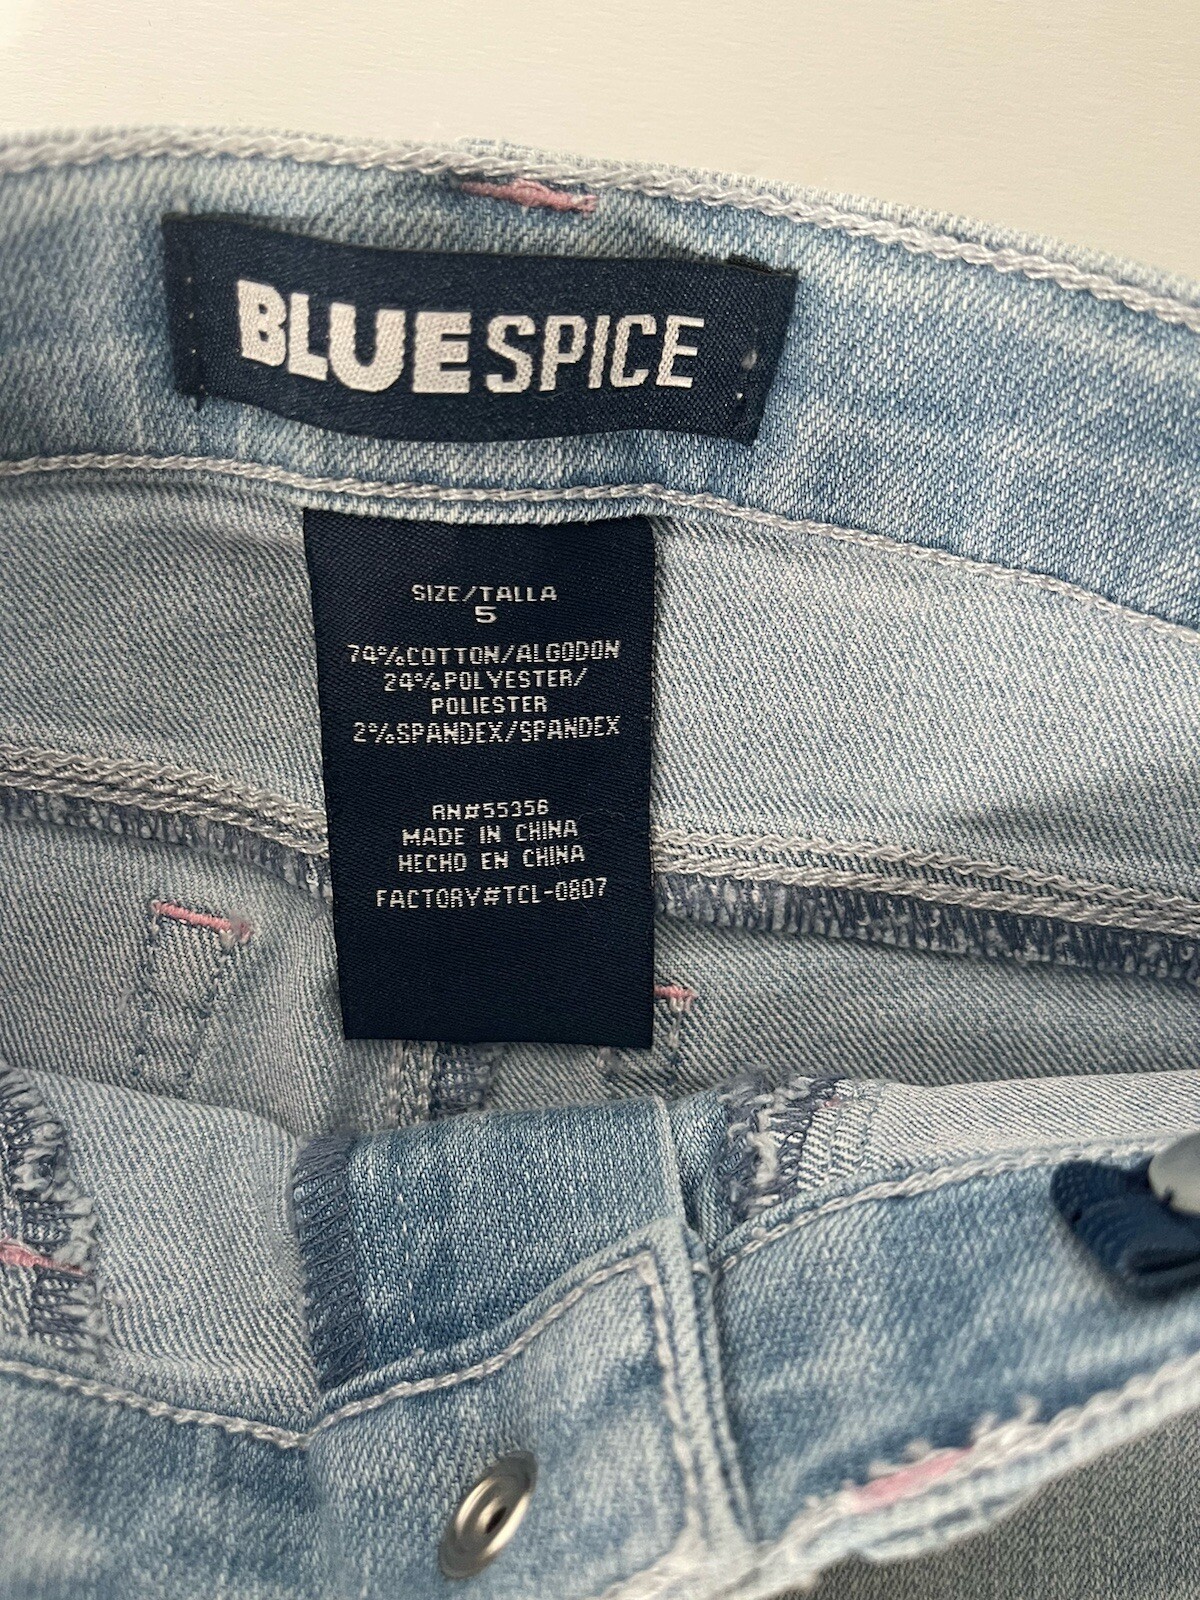 BLUESPICE
SIZE/TALLA
5
74%COTTON/ALGODON
24%POLYESTER/
POLIESTER
2%SPANDEX/SPANDEX
RN#55356
MADE IN CHINA
HECHO EN CHINA
FACTORY#TCL-0807